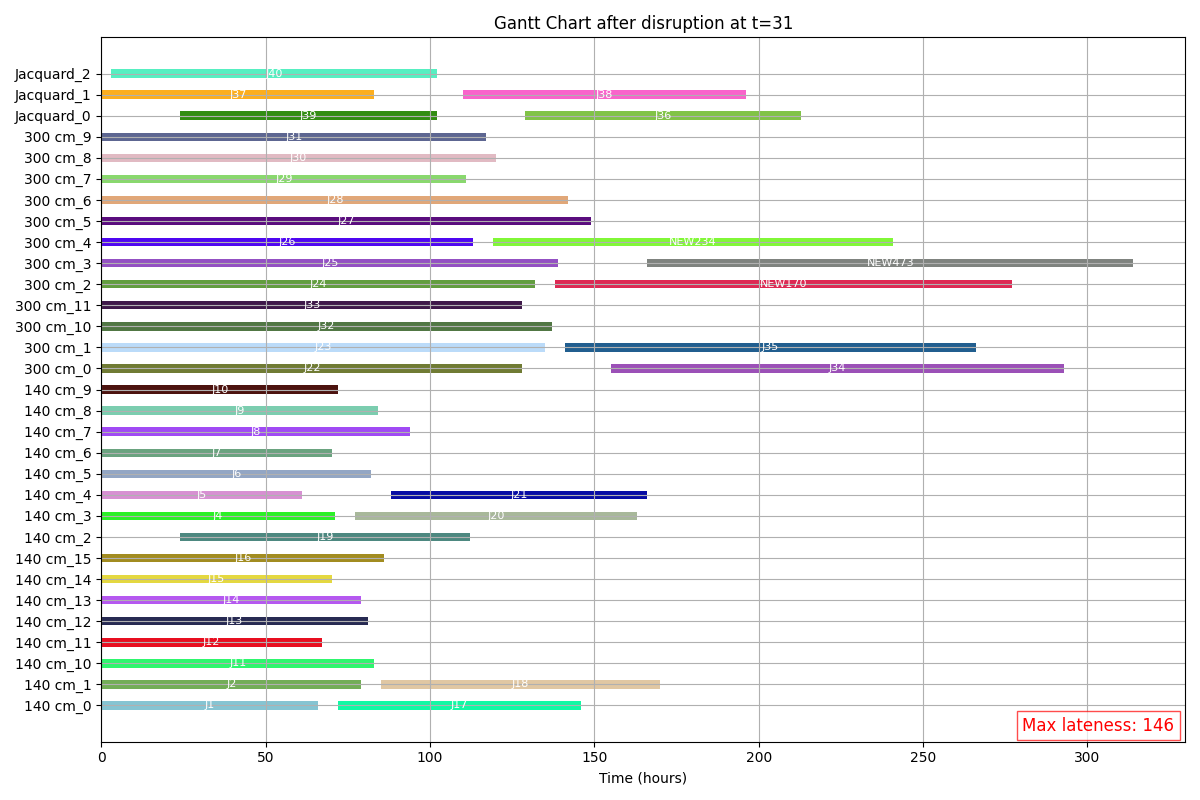 Gantt Chart after disruption at t=31
Jacquard_2
J40
Jacquard_1
J37 J38
Jacquard_0
J39 J36
300 cm_9
J31
300 cm_8
J30
300 cm_7
J29
300 cm_6
J28
300 cm_5
J27
300 cm_4
J26 NEW234
300 cm_3
J25 NEW473
300 cm_2
J24 NEW170
300 cm_11
J33
300 cm_10
J32
300 cm_1
J23 J35
300 cm_0
J22 J34
140 cm_9
J10
140 cm_8
J9
140 cm_7
J8
140 cm_6
J7
140 cm_5
J6
140 cm_4
J5 J21
140 cm_3
J4 J20
140 cm_2
J19
140 cm_15
J16
140 cm_14
J15
140 cm_13
J14
140 cm_12
J13
140 cm_11
J12
140 cm_10
J11
140 cm_1
J2 J18
140 cm_0
J1 J17
Max lateness: 146
0 50 100 150 200 250 300
Time (hours)